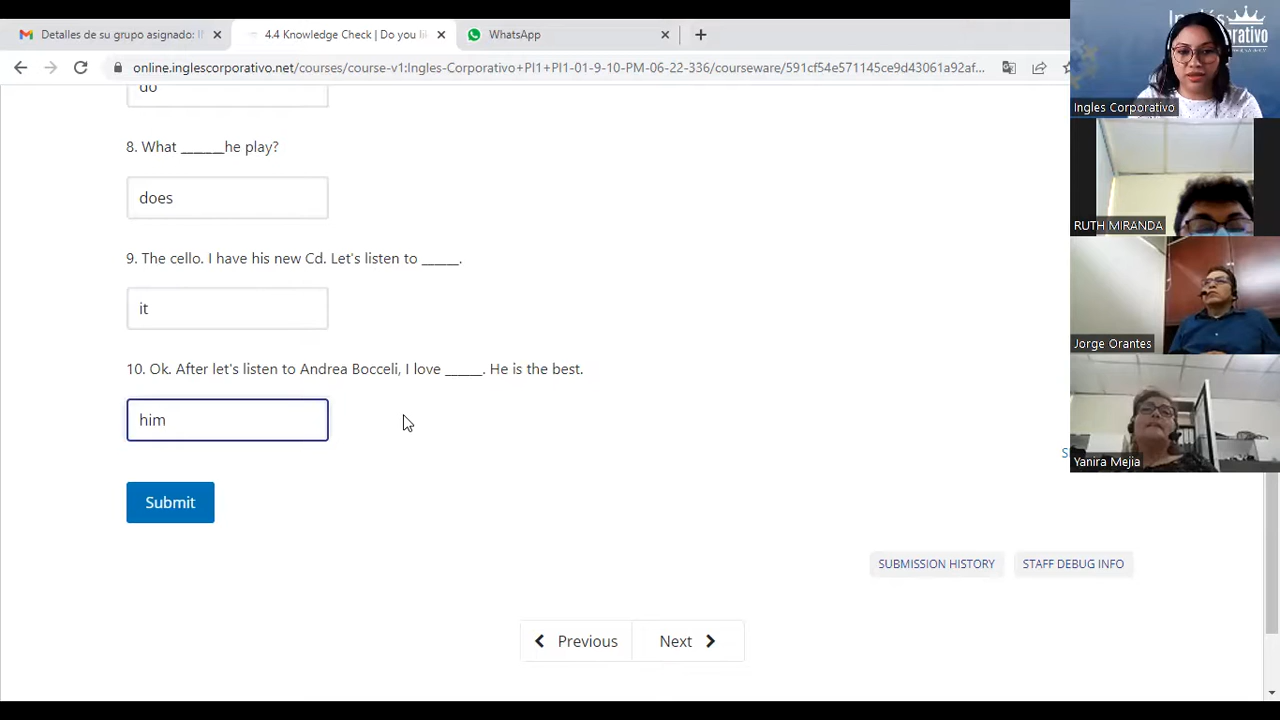 Detalles de su grupo asignado: I
4.4 Knowledge Check | Do you li
WhatsApp
online.inglescorporativo.net/courses/course-v1:Ingles-Corpor
+PI1+PI1-01-9-10-PM-06-22-336/courseware/591cf54e571145ce9d43061a92af...
do
8. What ______he play?
does
9. The cello. I have his new Cd. Let's listen to _____.
it
10. Ok. After let's listen to Andrea Bocceli, I love _____. He is the best.
him
Submit
SUBMISSION HISTORY
STAFF DEBUG INFO
Previous
Next
Ingles Corporativo
RUTH MIRANDA
Jorge Orantes
Yanira Mejia